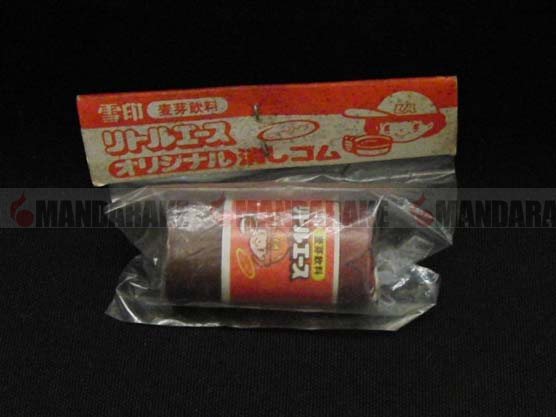 雪印 麦芽飲料
リトルエース
オリジナル消しゴム
MANDARAKE MANDARAKE MANDARA
麦芽飲料
トルエース